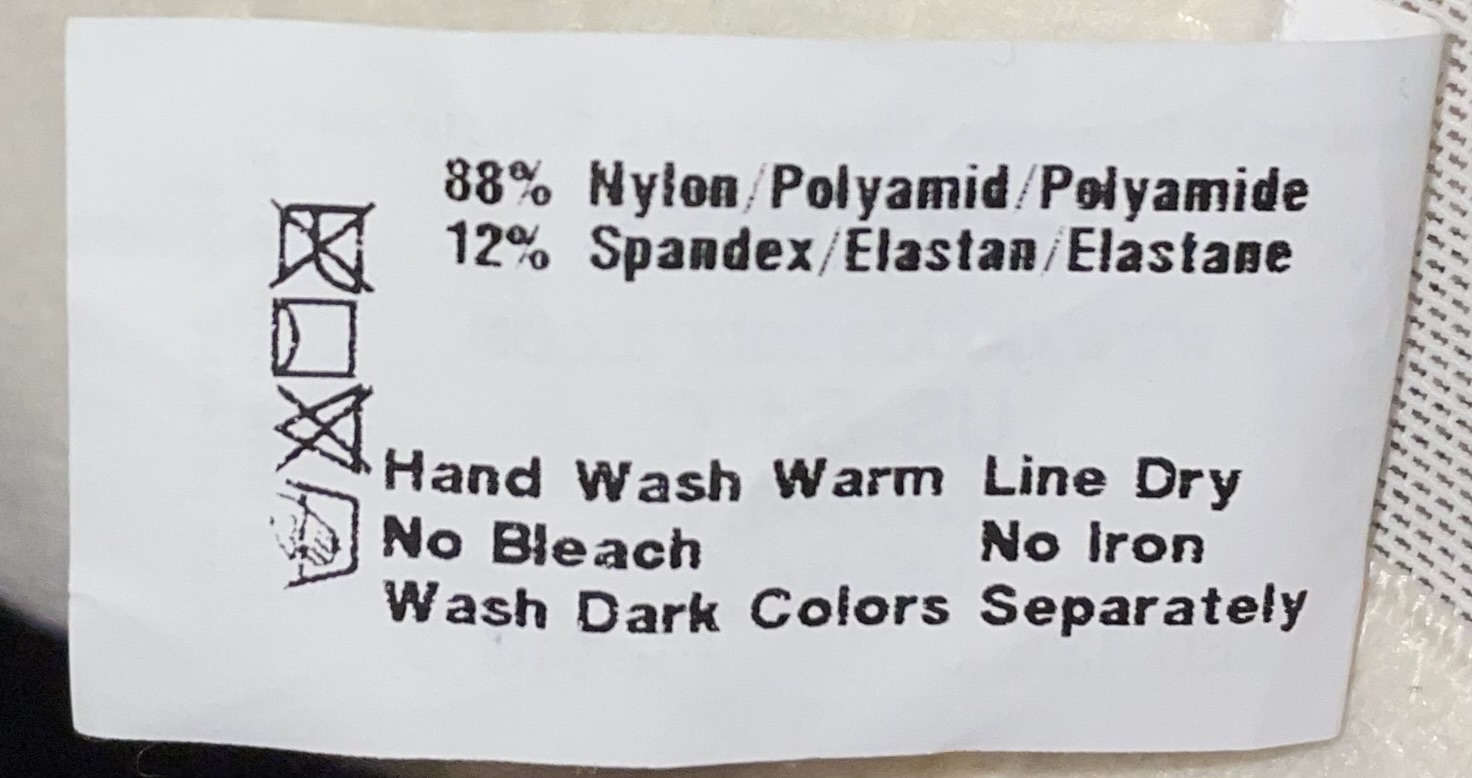 88% Nylon/Polyamid/Polyamide
12% Spandex/Elastan/Elastane
Hand Wash Warm Line Dry
No Bleach No Iron
Wash Dark Colors Separately